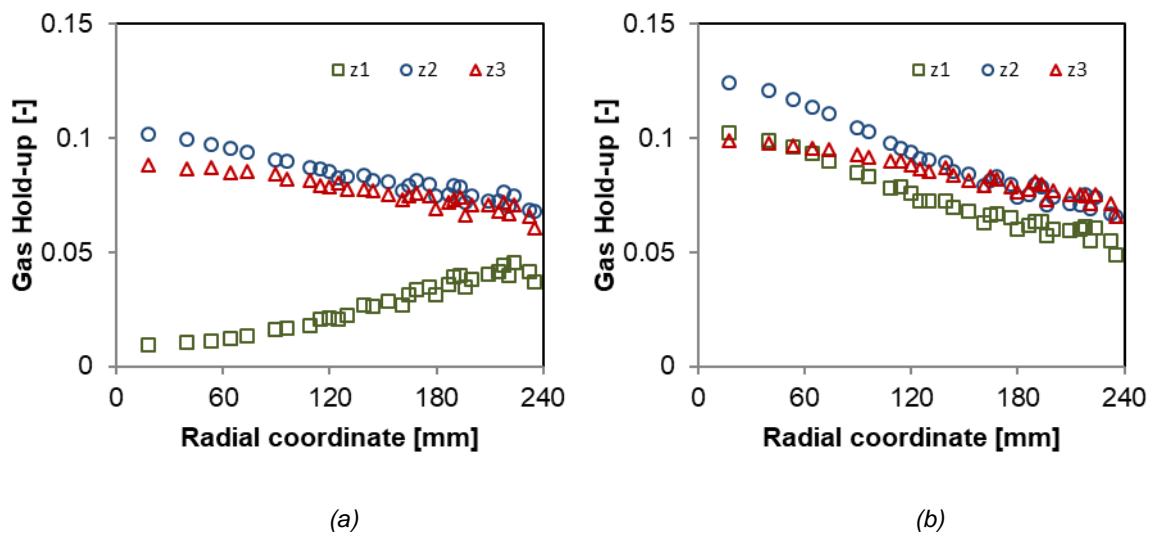 0.15
0.1
0.05
0
Gas Hold-up [-]
z1 z2 z3
0 60 120 180 240
Radial coordinate [mm]
(a)
0.15
0.1
0.05
0
Gas Hold-up [-]
z1 z2 z3
0 60 120 180 240
Radial coordinate [mm]
(b)